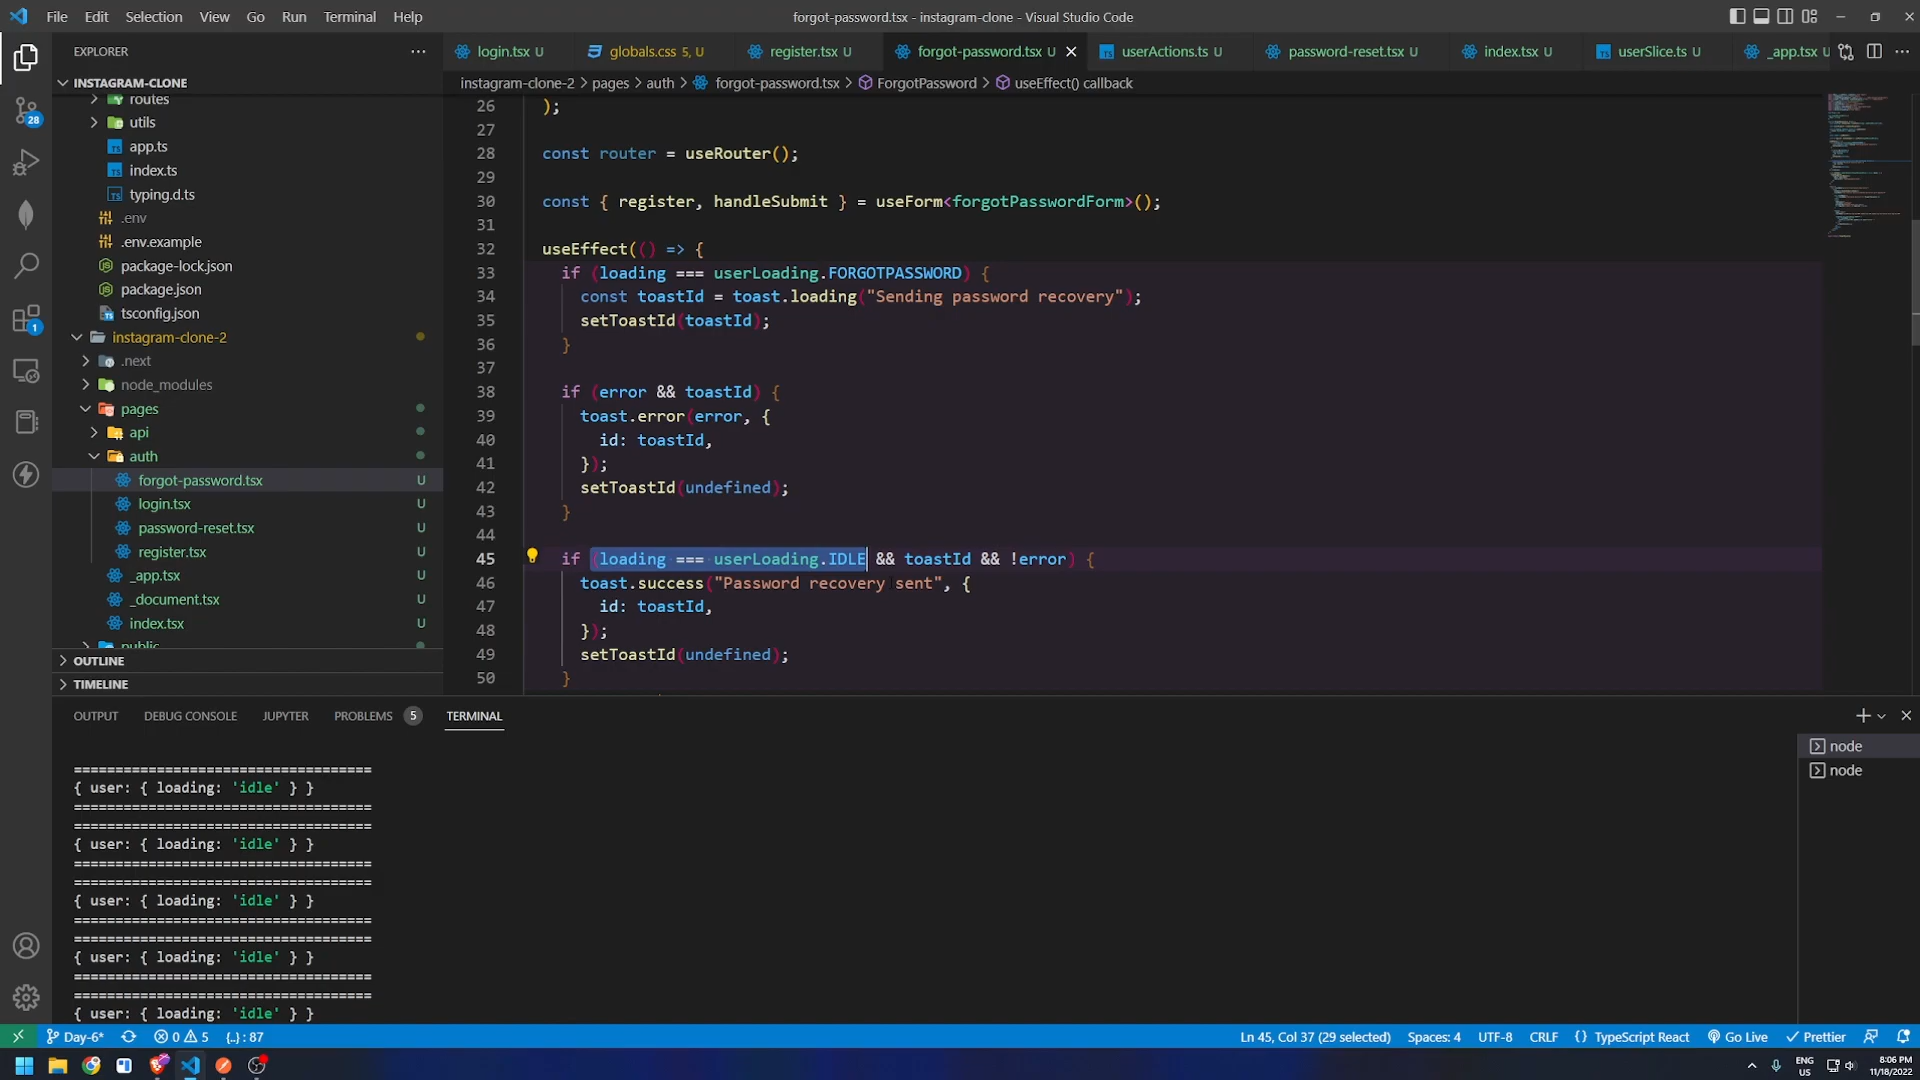 File Edit Selection View Go Run Terminal Help
forgot-password.tsx - instagram-clone - Visual Studio Code
EXPLORER
INSTAGRAM-CLONE
routes
utils
app.ts
index.ts
typing.d.ts
.env
.env.example
package-lock.json
package.json
tsconfig.json
instagram-clone-2
.next
node_modules
pages
api
auth
forgot-password.tsx U
login.tsx U
password-reset.tsx U
register.tsx U
_app.tsx U
_document.tsx U
index.tsx U
public
OUTLINE
TIMELINE
28
1
login.tsx U globals.css 5, U register.tsx U forgot-password.tsx U userActions.ts U password-reset.tsx U index.tsx U userSlice.ts U _app.tsx U
instagram-clone-2 > pages > auth > forgot-password.tsx > ForgotPassword > useEffect() callback
26 );
27
28 const router = useRouter();
29
30 const { register, handleSubmit } = useForm<forgotPasswordForm>();
31
32 useEffect(() => {
33 if (loading === userLoading.FORGOTPASSWORD) {
34 const toastId = toast.loading("Sending password recovery");
35 setToastId(toastId);
36 }
37
38 if (error && toastId) {
39 toast.error(error, {
40 id: toastId,
41 });
42 setToastId(undefined);
43 }
44
45 if (loading === userLoading.IDLE && toastId && !error) {
46 toast.success("Password recovery sent", {
47 id: toastId,
48 });
49 setToastId(undefined);
50 }
OUTPUT DEBUG CONSOLE JUPYTER PROBLEMS 5 TERMINAL
node
node
====================================
{ user: { loading: 'idle' } }
====================================
====================================
{ user: { loading: 'idle' } }
====================================
====================================
{ user: { loading: 'idle' } }
====================================
====================================
{ user: { loading: 'idle' } }
====================================
====================================
{ user: { loading: 'idle' } }
Day-6* 0 5 {..} : 87
Ln 45, Col 37 (29 selected) Spaces: 4 UTF-8 CRLF {} TypeScript React Go Live Prettier
ENG
US
8:06 PM
11/18/2022